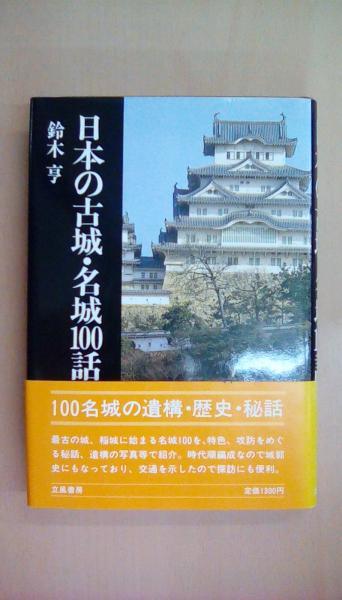 日本の古城・名城100話
鈴木 亨
100名城の遺構・歴史・秘話
最古の城、稲城に始まる名城100を、特色、攻防をめぐ
る秘話、遺構の写真等で紹介。時代順編成なので城郭
史にもなっており、交通を示したので探訪にも便利。
立風書房
定価1300円